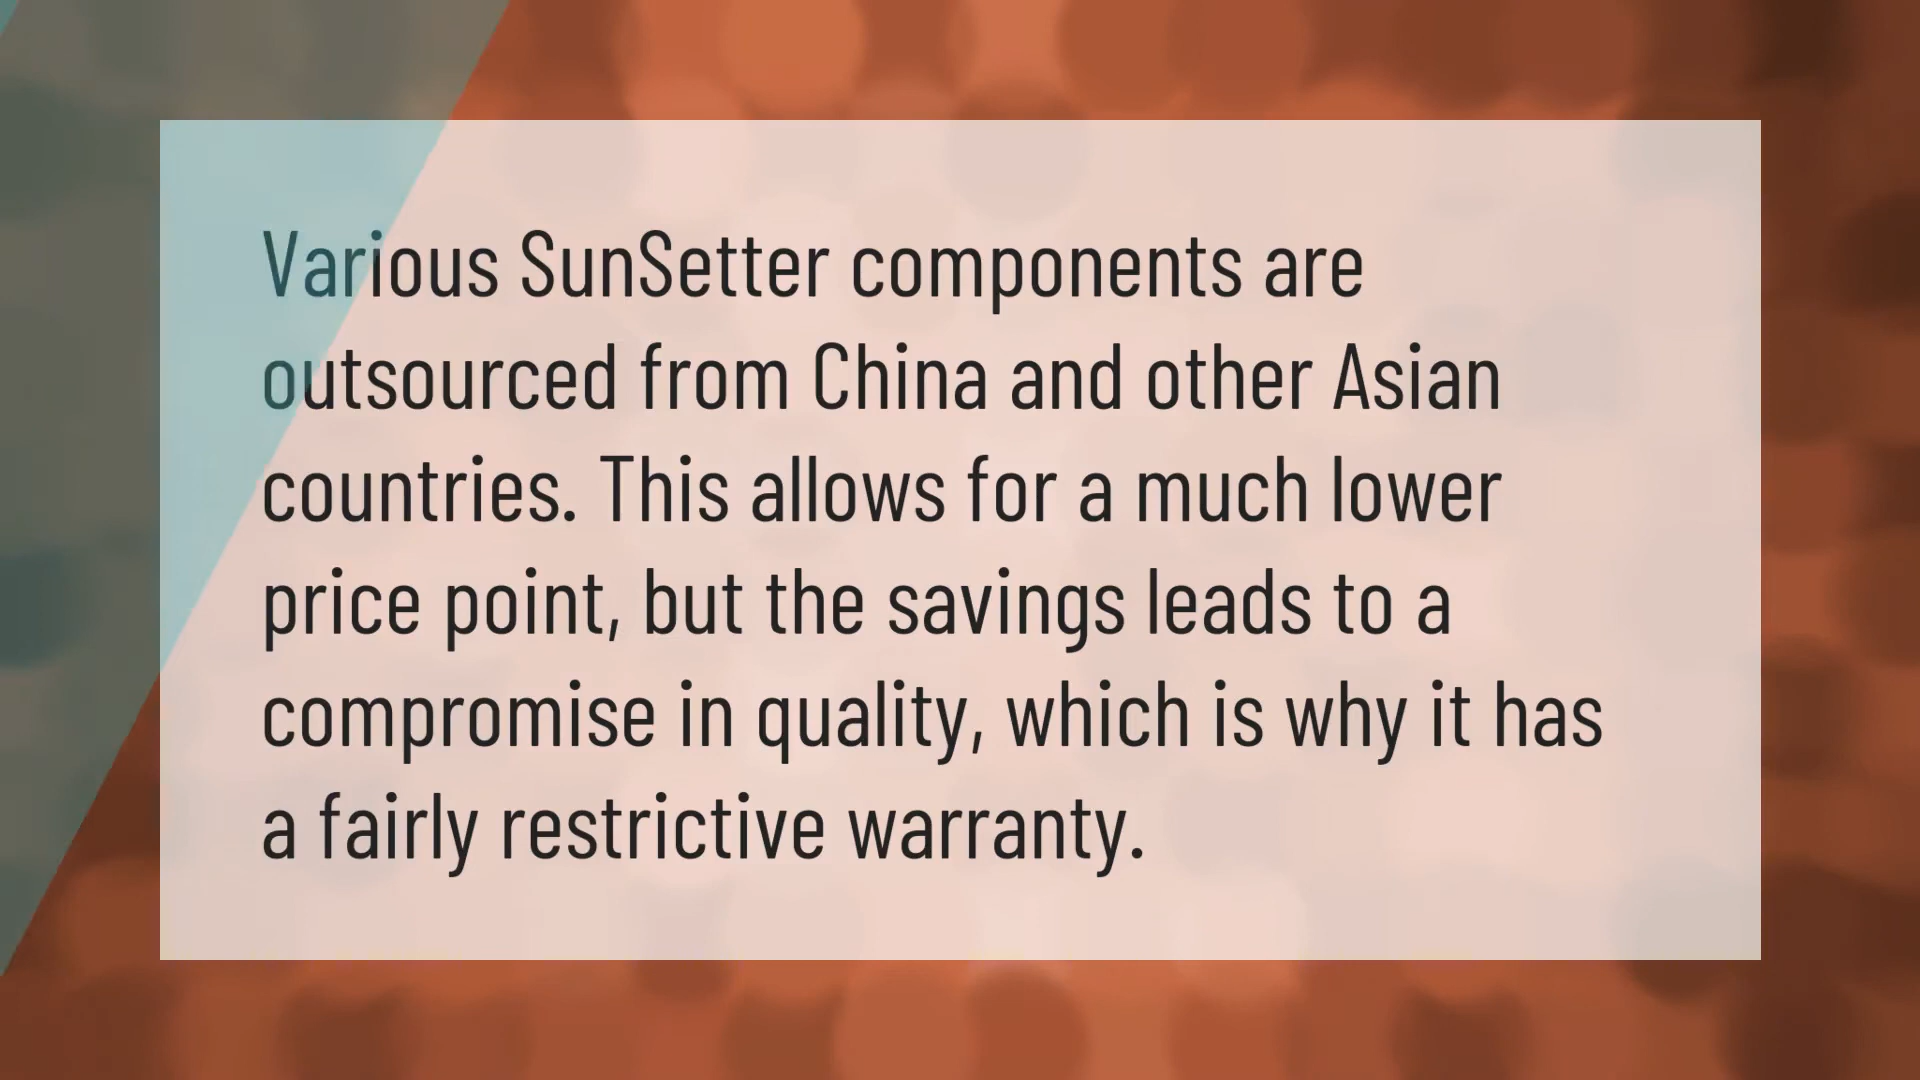 Various SunSetter components are
outsourced from China and other Asian
countries. This allows for a much lower
price point, but the savings leads to a
compromise in quality, which is why it has
a fairly restrictive warranty.